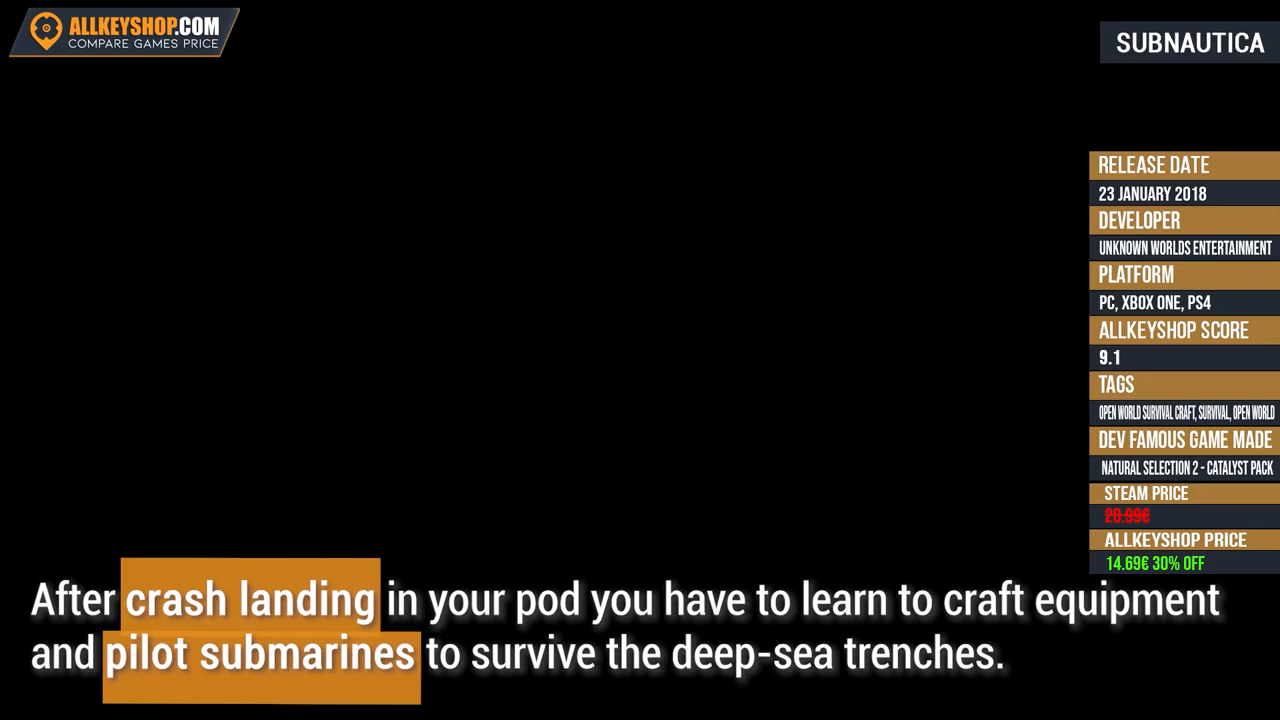 ALLKEYSHOP.COM
COMPARE GAMES PRICE
SUBNAUTICA
RELEASE DATE
23 JANUARY 2018
DEVELOPER
UNKNOWN WORLDS ENTERTAINMENT
PLATFORM
PC, XBOX ONE, PS4
ALLKEYSHOP SCORE
9.1
TAGS
OPEN WORLD SURVIVAL CRAFT, SURVIVAL, OPEN WORLD
DEV FAMOUS GAME MADE
NATURAL SELECTION 2 - CATALYST PACK
STEAM PRICE
20.99€
ALLKEYSHOP PRICE
14.69€ 30% OFF
After crash landing in your pod you have to learn to craft equipment
and pilot submarines to survive the deep-sea trenches.